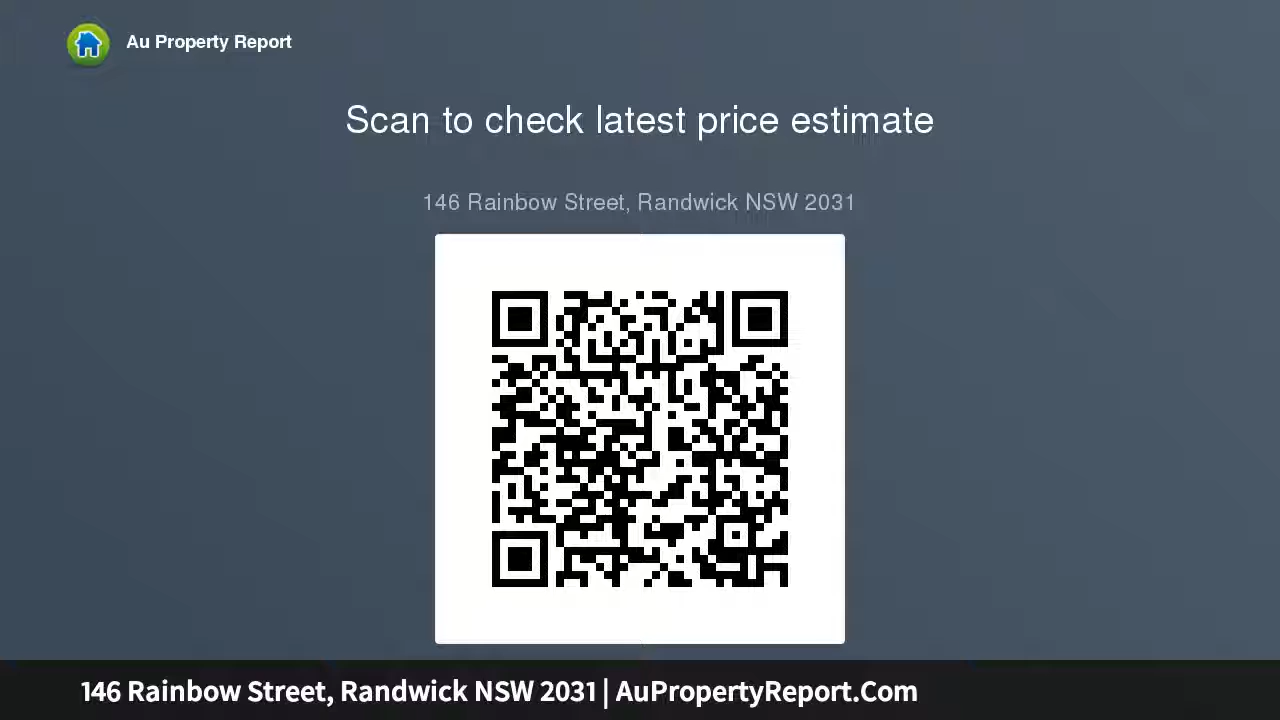 Au Property Report
Scan to check latest price estimate
146 Rainbow Street, Randwick NSW 2031
146 Rainbow Street, Randwick NSW 2031 | AuPropertyReport.Com